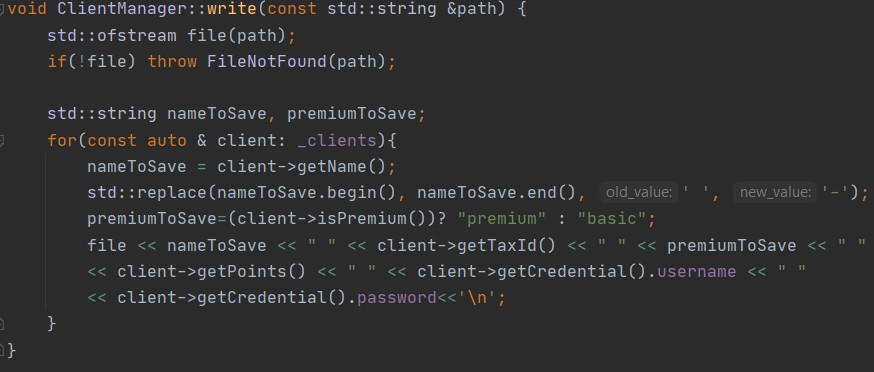 void ClientManager::write(const std::string &path) {
    std::ofstream file(path);
    if(!file) throw FileNotFound(path);

    std::string nameToSave, premiumToSave;
    for(const auto & client: _clients){
        nameToSave = client->getName();
        std::replace(nameToSave.begin(), nameToSave.end(), old_value: ' ', new_value: '-');
        premiumToSave=(client->isPremium())? "premium" : "basic";
        file << nameToSave << " " << client->getTaxId() << " " << premiumToSave << " "
        << client->getPoints() << " " << client->getCredential().username << " "
        << client->getCredential().password<<'\n';
    }
}